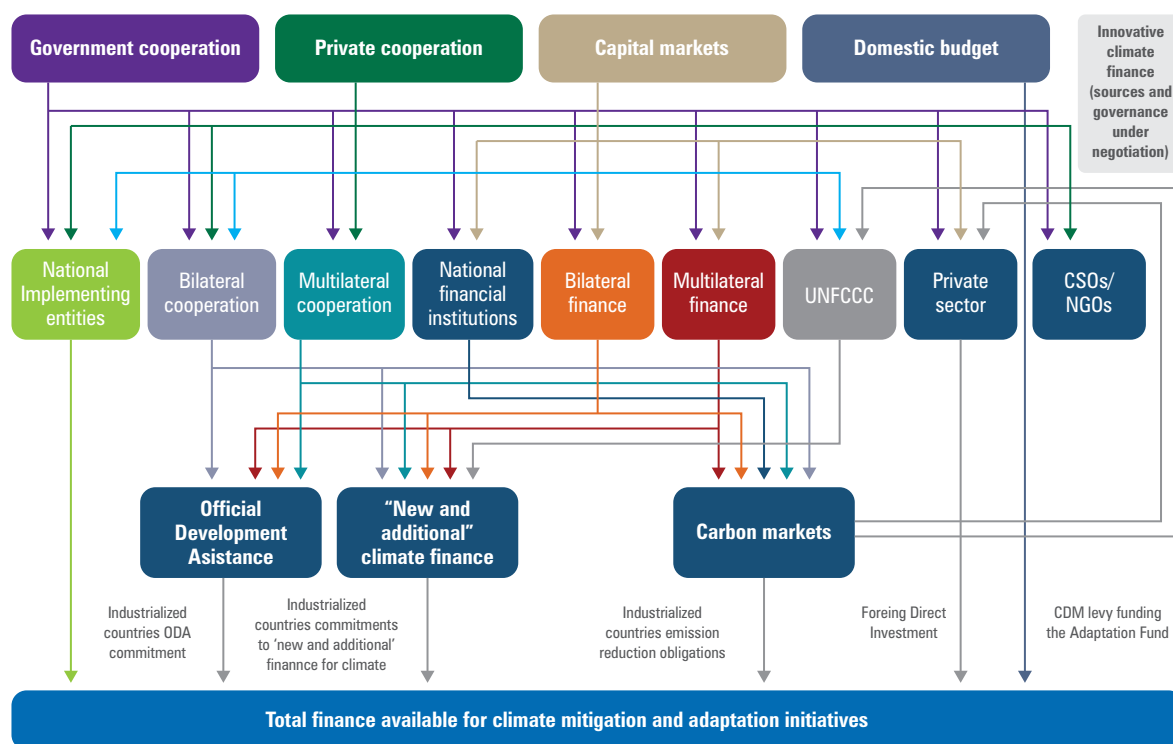 Government cooperation
Private cooperation
Capital markets
Domestic budget
Innovative
climate
finance
(sources and
governance
under
negotiation)
National
Implementing
entities
Bilateral
cooperation
Multilateral
cooperation
National
financial
institutions
Bilateral
finance
Multilateral
finance
UNFCCC
Private
sector
CSOs/
NGOs
Official
Development
Asistance
“New and
additional”
climate finance
Carbon markets
Industrialized
countries ODA
commitment
Industrialized
countries commitments
to ‘new and additional’
finannce for climate
Industrialized
countries emission
reduction obligations
Foreing Direct
Investment
CDM levy funding
the Adaptation Fund
Total finance available for climate mitigation and adaptation initiatives